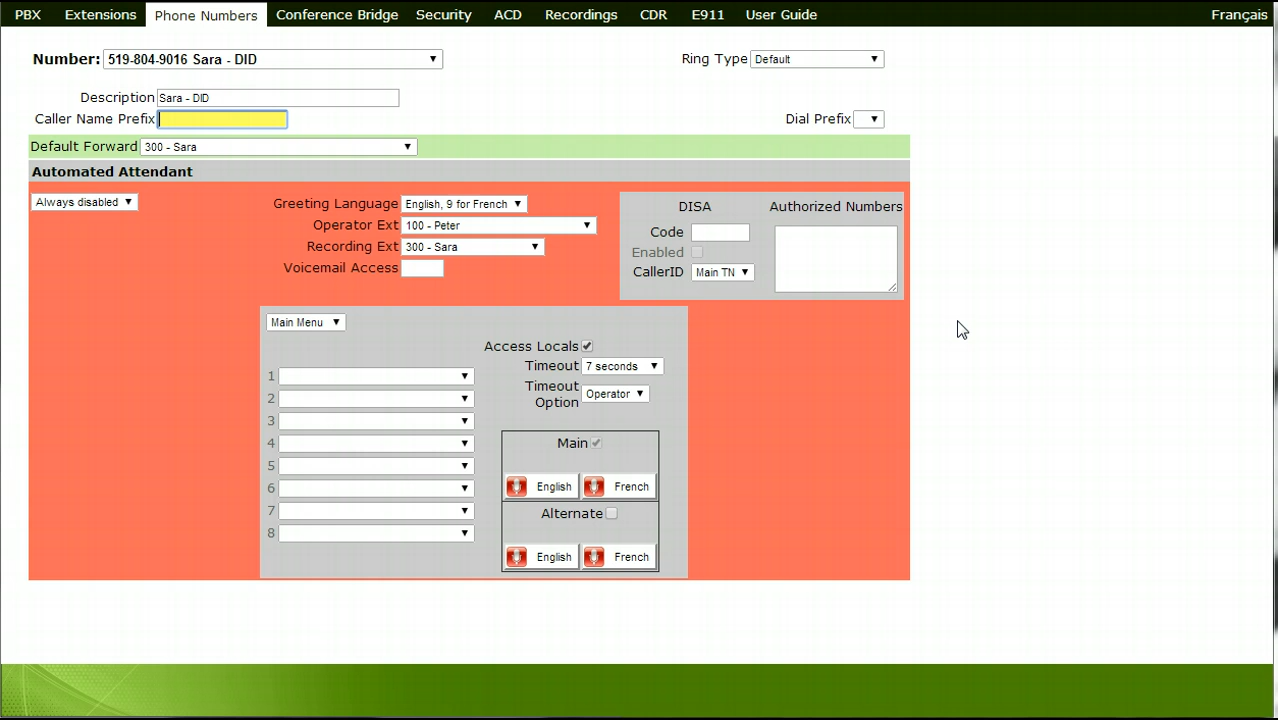 PBX Extensions Phone Numbers Conference Bridge Security ACD Recordings CDR E911 User Guide Français
Number: 519-804-9016 Sara - DID Ring Type Default
Description Sara - DID
Caller Name Prefix Dial Prefix
Default Forward 300 - Sara
Automated Attendant
Always disabled Greeting Language English, 9 for French DISA Authorized Numbers
Operator Ext 100 - Peter Code
Recording Ext 300 - Sara Enabled
Voicemail Access CallerID Main TN
Main Menu
Access Locals
Timeout 7 seconds
Timeout Option Operator
1
2
3
4
5
6
7
8
Main
English French
Alternate
English French